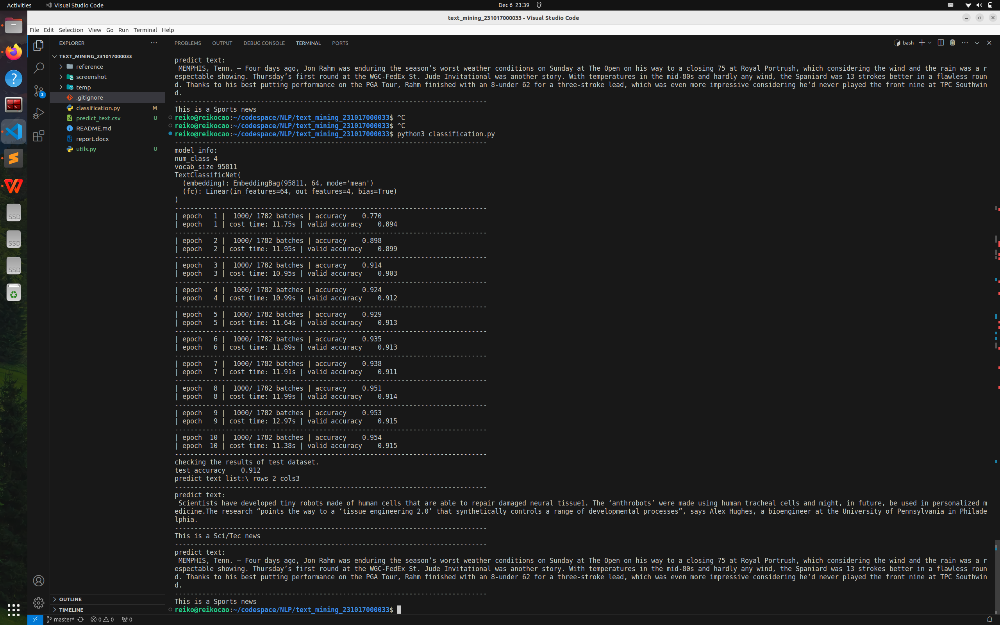 Activities
Visual Studio Code
Dec 6 23:39
text_mining_231017000033 - Visual Studio Code
File Edit Selection View Go Run Terminal Help
EXPLORER
TEXT_MINING_231017000033
reference
screenshot
temp
.gitignore
classification.py M
predict_text.csv U
README.md
report.docx
utils.py U
3
SSD
SSD
SSD
OUTLINE
TIMELINE
PROBLEMS OUTPUT DEBUG CONSOLE TERMINAL PORTS
bash
predict text:
MEMPHIS, Tenn. – Four days ago, Jon Rahm was enduring the season’s worst weather conditions on Sunday at The Open on his way to a closing 75 at Royal Portrush, which considering the wind and the rain was a r
espectable showing. Thursday’s first round at the WGC-FedEx St. Jude Invitational was another story. With temperatures in the mid-80s and hardly any wind, the Spaniard was 13 strokes better in a flawless roun
d. Thanks to his best putting performance on the PGA Tour, Rahm finished with an 8-under 62 for a three-stroke lead, which was even more impressive considering he’d never played the front nine at TPC Southwin
d.
--------------------------------------------------------------------------------
This is a Sports news
reiko@reikocao:~/codespace/NLP/text_mining_231017000033$ ^C
reiko@reikocao:~/codespace/NLP/text_mining_231017000033$ ^C
reiko@reikocao:~/codespace/NLP/text_mining_231017000033$ python3 classification.py
--------------------------------------------------------------------------------
model info:
num_class 4
vocab_size 95811
TextClassificNet(
  (embedding): EmbeddingBag(95811, 64, mode='mean')
  (fc): Linear(in_features=64, out_features=4, bias=True)
)
--------------------------------------------------------------------------------
| epoch   1 |  1000/ 1782 batches | accuracy    0.770
| epoch   1 | cost time: 11.75s | valid accuracy    0.894
--------------------------------------------------------------------------------
| epoch   2 |  1000/ 1782 batches | accuracy    0.898
| epoch   2 | cost time: 11.95s | valid accuracy    0.899
--------------------------------------------------------------------------------
| epoch   3 |  1000/ 1782 batches | accuracy    0.914
| epoch   3 | cost time: 10.95s | valid accuracy    0.903
--------------------------------------------------------------------------------
| epoch   4 |  1000/ 1782 batches | accuracy    0.924
| epoch   4 | cost time: 10.99s | valid accuracy    0.912
--------------------------------------------------------------------------------
| epoch   5 |  1000/ 1782 batches | accuracy    0.929
| epoch   5 | cost time: 11.64s | valid accuracy    0.913
--------------------------------------------------------------------------------
| epoch   6 |  1000/ 1782 batches | accuracy    0.935
| epoch   6 | cost time: 11.89s | valid accuracy    0.913
--------------------------------------------------------------------------------
| epoch   7 |  1000/ 1782 batches | accuracy    0.938
| epoch   7 | cost time: 11.91s | valid accuracy    0.911
--------------------------------------------------------------------------------
| epoch   8 |  1000/ 1782 batches | accuracy    0.951
| epoch   8 | cost time: 11.99s | valid accuracy    0.914
--------------------------------------------------------------------------------
| epoch   9 |  1000/ 1782 batches | accuracy    0.953
| epoch   9 | cost time: 12.97s | valid accuracy    0.915
--------------------------------------------------------------------------------
| epoch  10 |  1000/ 1782 batches | accuracy    0.954
| epoch  10 | cost time: 11.38s | valid accuracy    0.915
--------------------------------------------------------------------------------
checking the results of test dataset.
test accuracy    0.912
predict text list:\ rows 2 cols3
--------------------------------------------------------------------------------
predict text:
Scientists have developed tiny robots made of human cells that are able to repair damaged neural tissue1. The ‘anthrobots’ were made using human tracheal cells and might, in future, be used in personalized m
edicine.The research “points the way to a ‘tissue engineering 2.0’ that synthetically controls a range of developmental processes”, says Alex Hughes, a bioengineer at the University of Pennsylvania in Philade
lphia.
--------------------------------------------------------------------------------
This is a Sci/Tec news
--------------------------------------------------------------------------------
predict text:
MEMPHIS, Tenn. – Four days ago, Jon Rahm was enduring the season’s worst weather conditions on Sunday at The Open on his way to a closing 75 at Royal Portrush, which considering the wind and the rain was a r
espectable showing. Thursday’s first round at the WGC-FedEx St. Jude Invitational was another story. With temperatures in the mid-80s and hardly any wind, the Spaniard was 13 strokes better in a flawless roun
d. Thanks to his best putting performance on the PGA Tour, Rahm finished with an 8-under 62 for a three-stroke lead, which was even more impressive considering he’d never played the front nine at TPC Southwin
d.
--------------------------------------------------------------------------------
This is a Sports news
reiko@reikocao:~/codespace/NLP/text_mining_231017000033$
master* 0 0 0